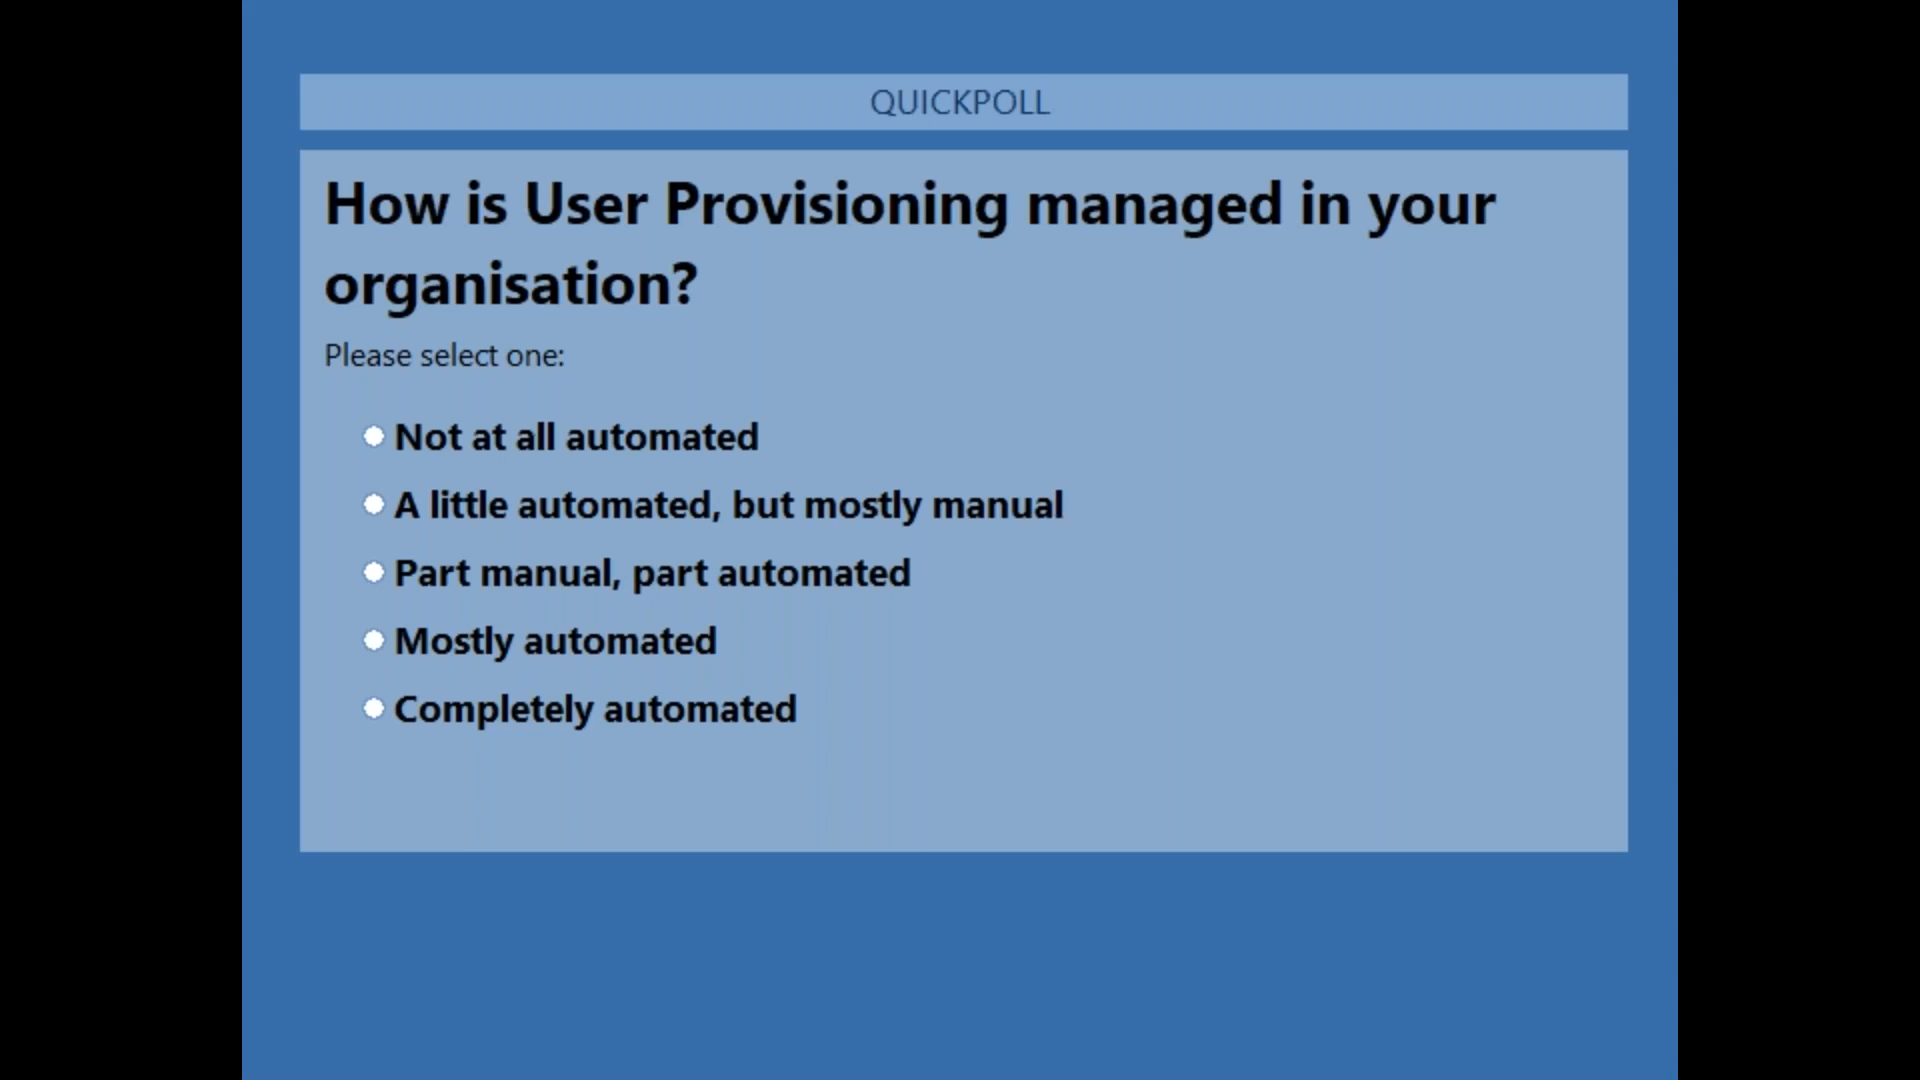 QUICKPOLL
How is User Provisioning managed in your
organisation?
Please select one:
Not at all automated
A little automated, but mostly manual
Part manual, part automated
Mostly automated
Completely automated